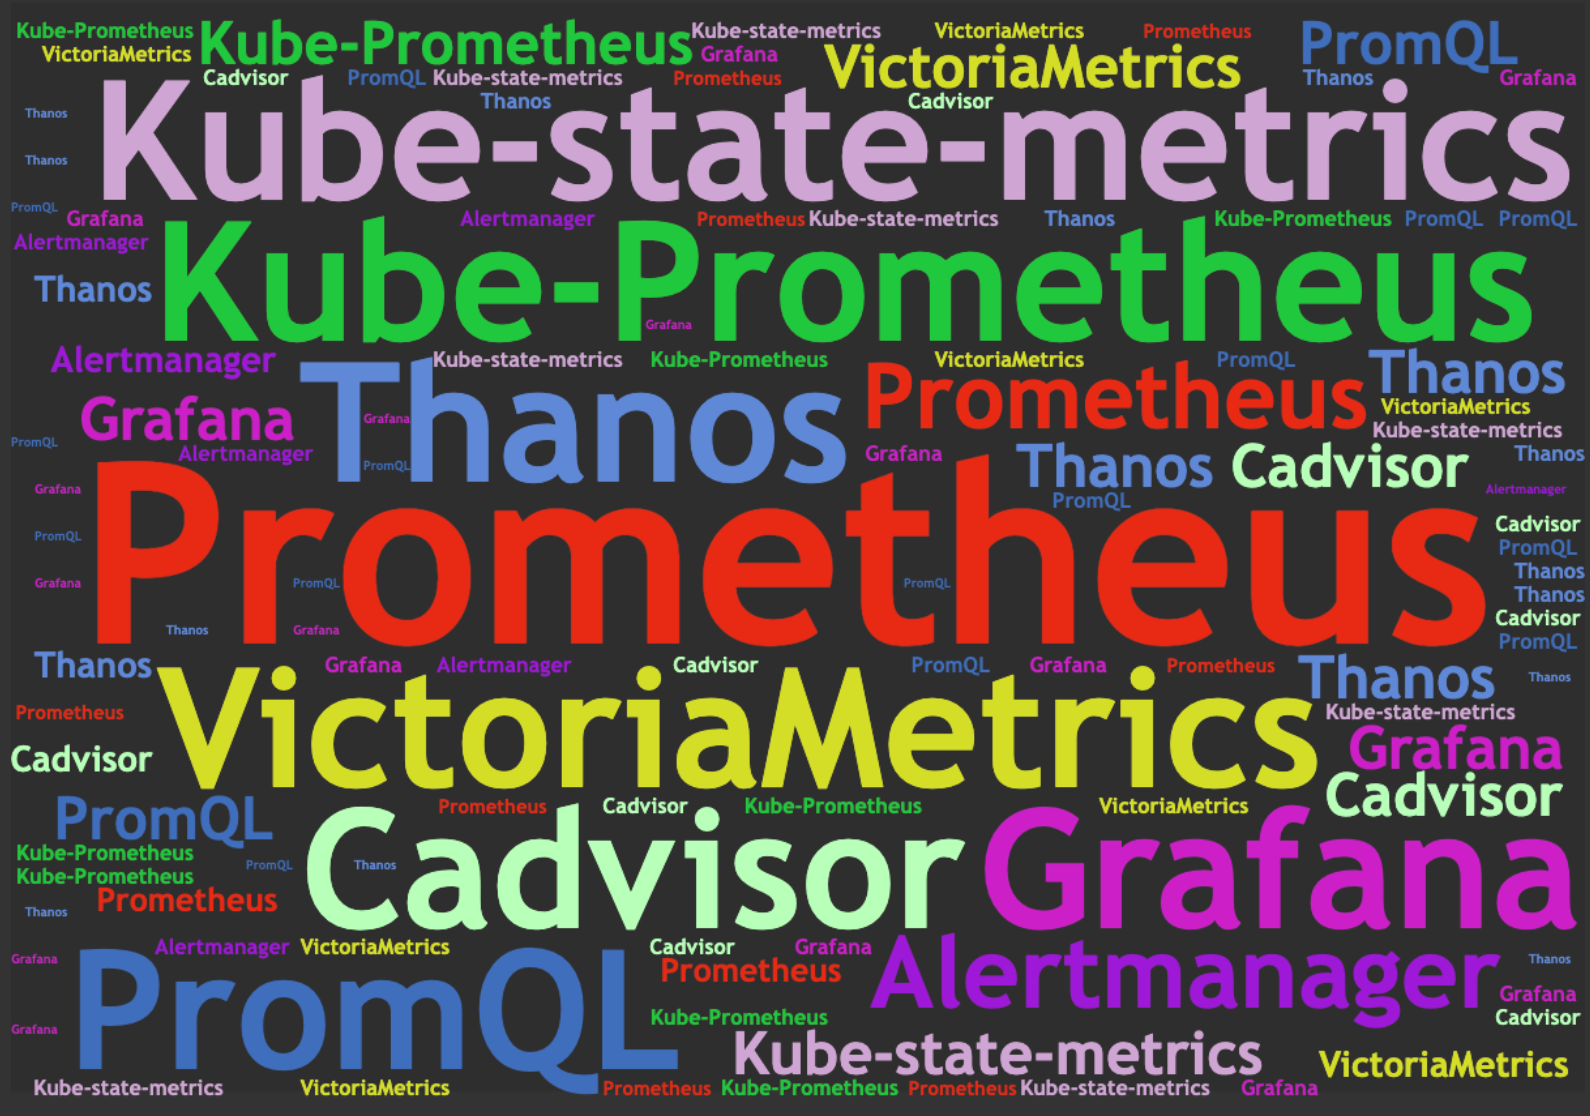 Kube-Prometheus Kube-Prometheus Kube-state-metrics VictoriaMetrics Prometheus PromQL
VictoriaMetrics Grafana VictoriaMetrics
Cadvisor PromQL Kube-state-metrics Prometheus Thanos Grafana
Thanos Cadvisor
Thanos
Kube-state-metrics
Thanos
PromQL
Grafana Alertmanager Prometheus Kube-state-metrics Thanos Kube-Prometheus PromQL PromQL
Alertmanager
Thanos Kube-Prometheus
Grafana
Alertmanager Kube-state-metrics Kube-Prometheus VictoriaMetrics PromQL Thanos
Prometheus
VictoriaMetrics
Grafana Thanos Grafana
Kube-state-metrics
PromQL
Alertmanager Grafana Thanos
PromQL Thanos Cadvisor
Grafana Alertmanager
PromQL
Cadvisor
PromQL
PromQL
Prometheus
Thanos
Grafana PromQL PromQL
Thanos
Cadvisor
Thanos Grafana
PromQL
Thanos Grafana Alertmanager Cadvisor PromQL Grafana Prometheus Thanos
Thanos
Prometheus Kube-state-metrics
VictoriaMetrics
Cadvisor Grafana
Cadvisor
PromQL Prometheus Cadvisor Kube-Prometheus VictoriaMetrics
Kube-Prometheus
PromQL Thanos Cadvisor Grafana
Kube-Prometheus
Prometheus
Thanos
Alertmanager VictoriaMetrics Cadvisor Grafana
Grafana Thanos
Prometheus Alertmanager
Grafana
PromQL
Kube-Prometheus Cadvisor
Grafana
Kube-state-metrics VictoriaMetrics
Kube-state-metrics VictoriaMetrics Prometheus Kube-Prometheus Prometheus Kube-state-metrics Grafana